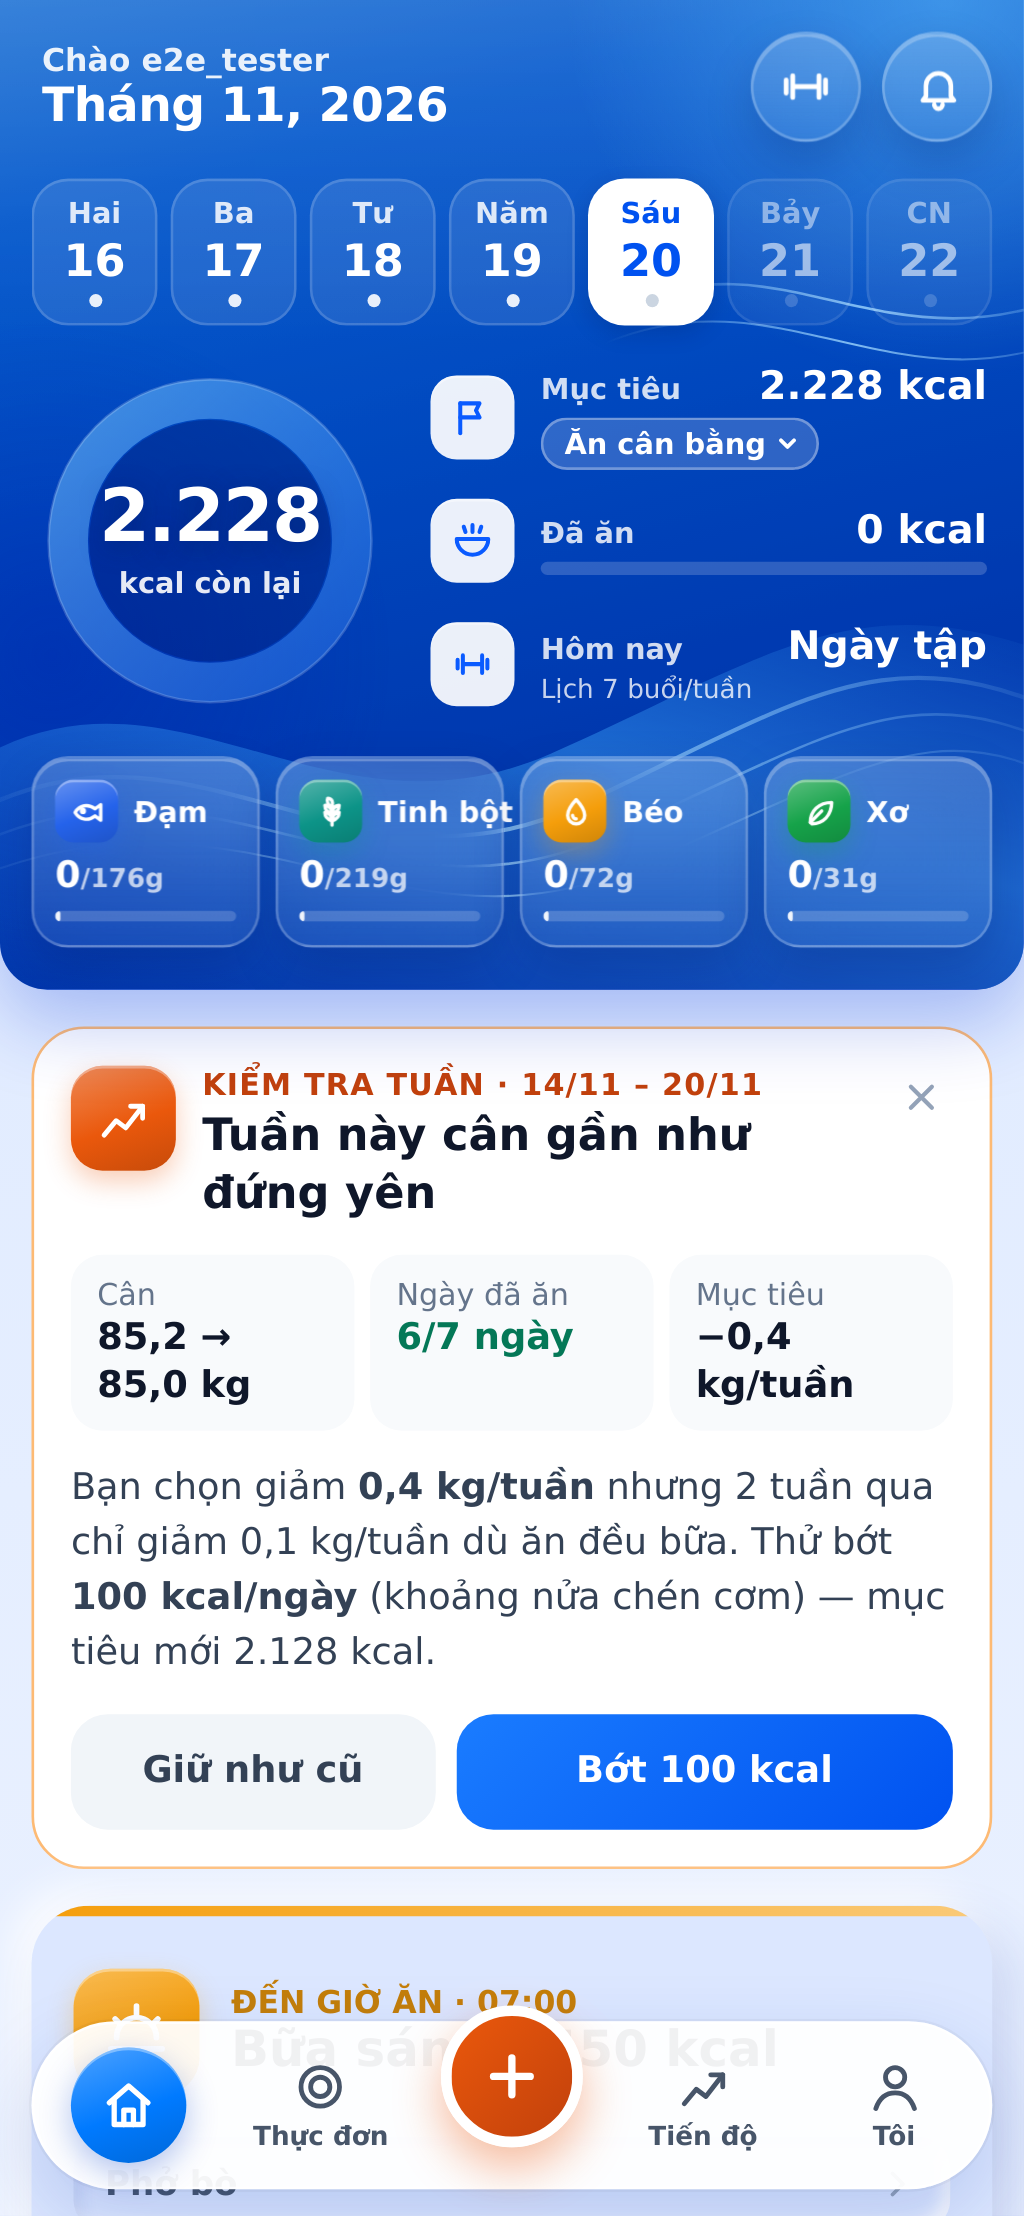 Chào e2e_tester
Tháng 11, 2026
Hai Ba Tư Năm Sáu Bảy CN
16 17 18 19 20 21 22
Mục tiêu 2.228 kcal
Ăn cân bằng
2.228
kcal còn lại
Đã ăn 0 kcal
Hôm nay Ngày tập
Lịch 7 buổi/tuần
Đạm Tinh bột Béo Xơ
0/176g 0/219g 0/72g 0/31g
KIỂM TRA TUẦN · 14/11 – 20/11
Tuần này cân gần như
đứng yên
Cân Ngày đã ăn Mục tiêu
85,2 → 6/7 ngày −0,4
85,0 kg kg/tuần
Bạn chọn giảm 0,4 kg/tuần nhưng 2 tuần qua
chỉ giảm 0,1 kg/tuần dù ăn đều bữa. Thử bớt
100 kcal/ngày (khoảng nửa chén cơm) — mục
tiêu mới 2.128 kcal.
Giữ như cũ Bớt 100 kcal
ĐẾN GIỜ ĂN · 07:00
Bữa 50 kcal
Thực đơn Tiến độ Tôi
Phở bò